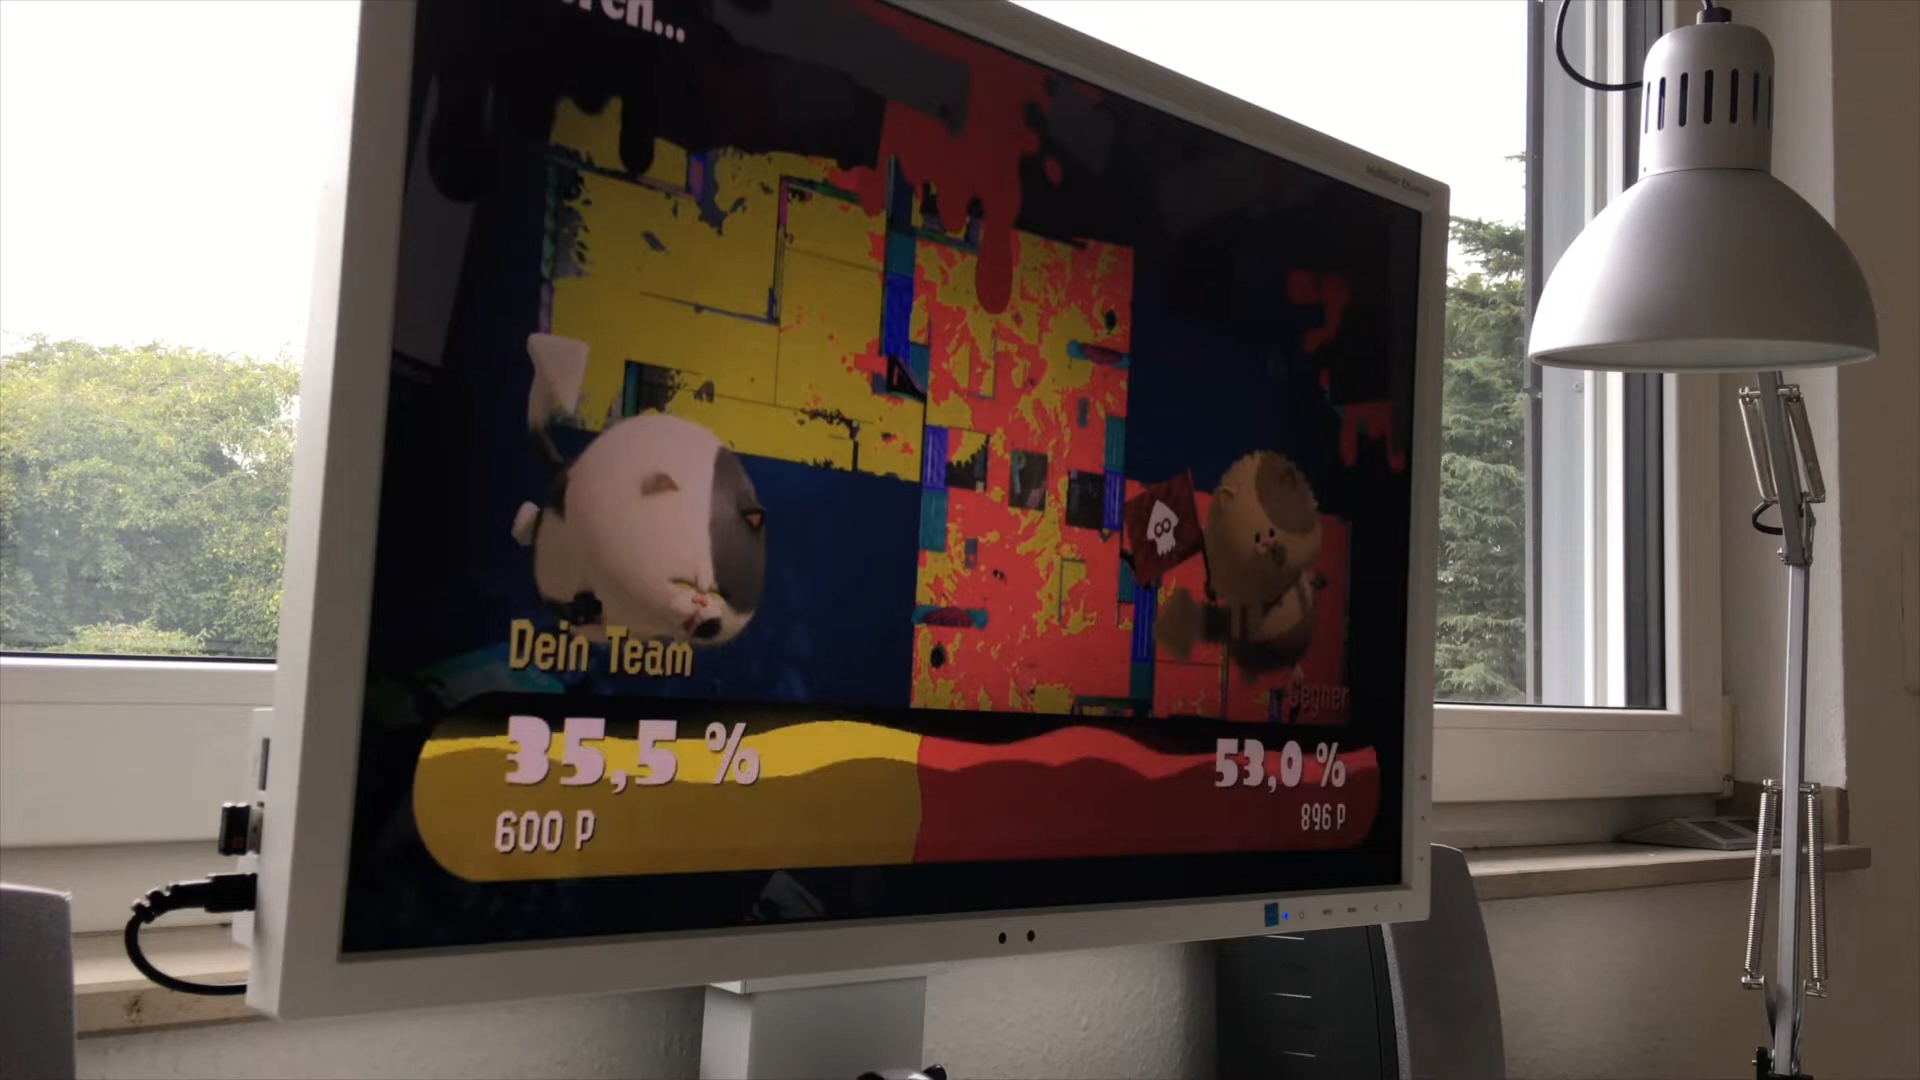 Dein Team
Gegner
35,5 %
53,0 %
600 P
896 P